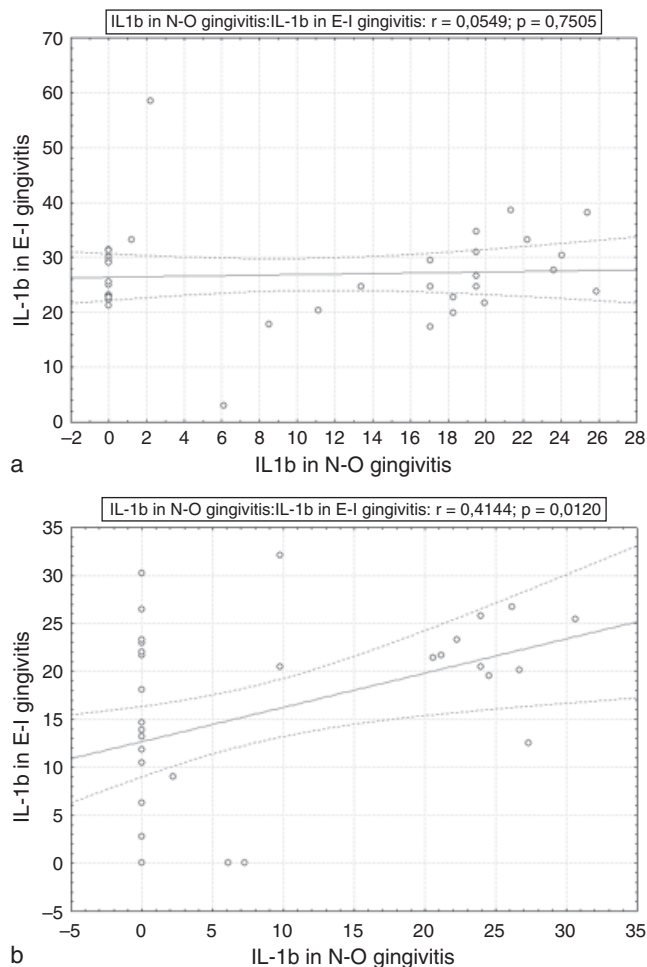 IL1b in N-O gingivitis:IL-1b in E-I gingivitis: r = 0,0549; p = 0,7505
70
60
50
40
30
20
10
0
IL-1b in E-I gingivitis
−2 0 2 4 6 8 10 12 14 16 18 20 22 24 26 28
a
IL1b in N-O gingivitis
IL-1b in N-O gingivitis:IL-1b in E-I gingivitis: r = 0,4144; p = 0,0120
35
30
25
20
15
10
5
0
−5
IL-1b in E-I gingivitis
−5 0 5 10 15 20 25 30 35
b
IL-1b in N-O gingivitis